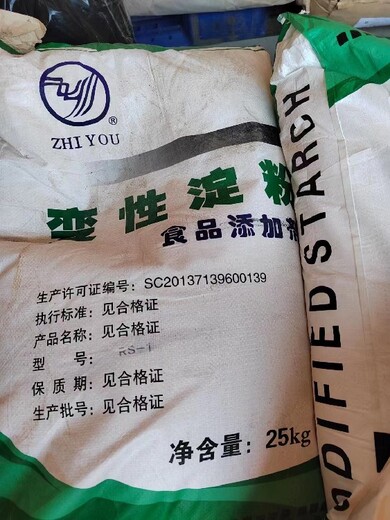 ®
ZHI YOU
变性淀粉
食品添加剂
生产许可证编号: SC20137139600139
执行标准: 见合格证
产品名称: 见合格证
型 号: RS-1
保 质 期: 见合格证
生产批号: 见合格证
净含量: 25kg
ODIFIED STARCH